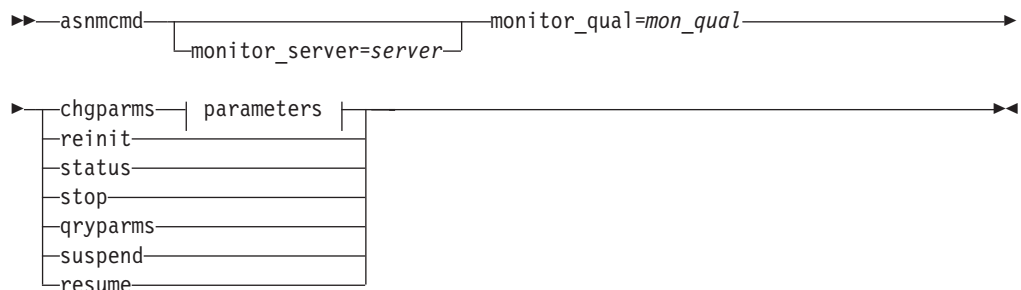 asnmcmd monitor_qual=mon_qual
monitor_server=server
chgparms parameters
reinit
status
stop
qryparms
suspend
resume